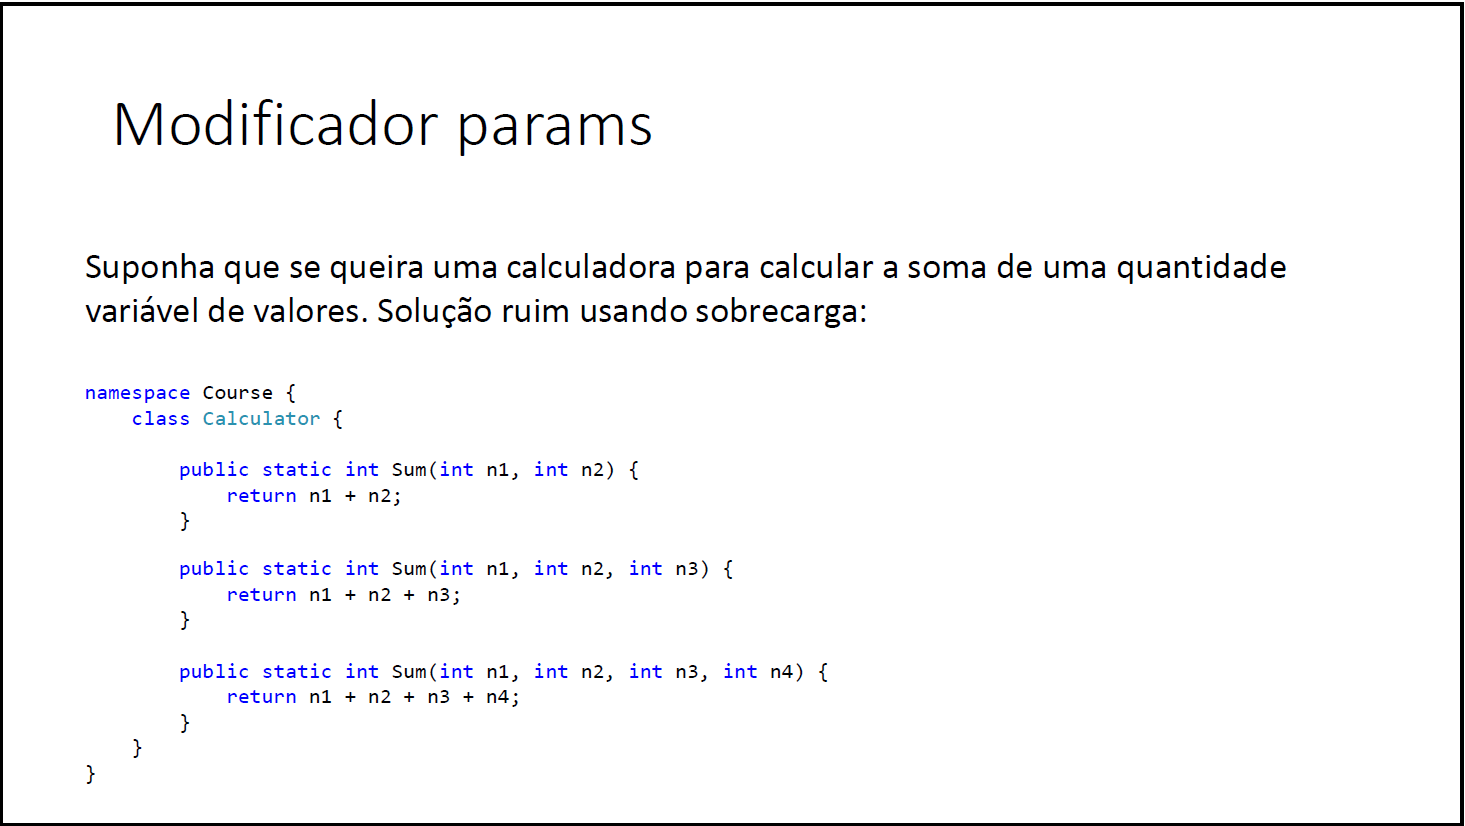 Modificador params
Suponha que se queira uma calculadora para calcular a soma de uma quantidade
variável de valores. Solução ruim usando sobrecarga:
namespace Course {
    class Calculator {
        public static int Sum(int n1, int n2) {
            return n1 + n2;
        }
        public static int Sum(int n1, int n2, int n3) {
            return n1 + n2 + n3;
        }
        public static int Sum(int n1, int n2, int n3, int n4) {
            return n1 + n2 + n3 + n4;
        }
    }
}